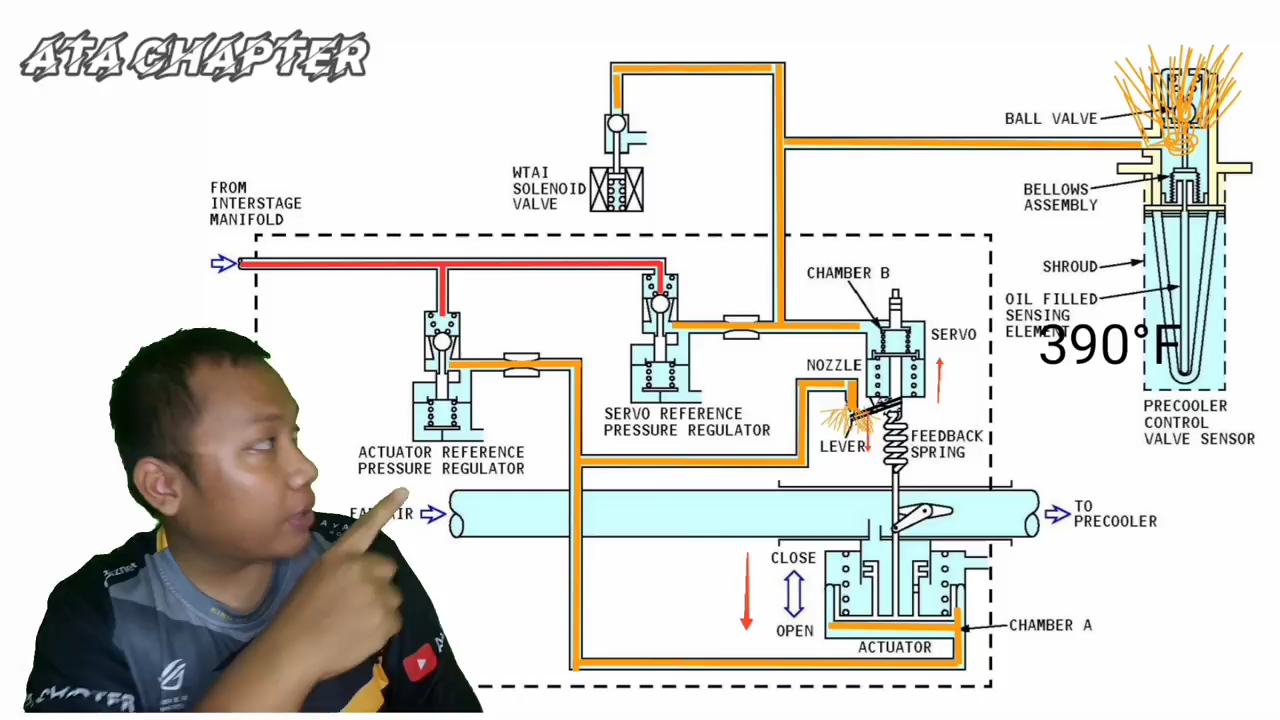 ATA CHAPTER
BALL VALVE
WTAI
SOLENOID
VALVE
FROM
INTERSTAGE
MANIFOLD
BELLOWS
ASSEMBLY
CHAMBER B
SHROUD
OIL FILLED
SENSING
ELEMENT
390°F
SERVO
NOZZLE
SERVO REFERENCE
PRESSURE REGULATOR
PRECOOLER
CONTROL
VALVE SENSOR
LEVER
FEEDBACK
SPRING
ACTUATOR REFERENCE
PRESSURE REGULATOR
AIR
TO
PRECOOLER
CLOSE
OPEN
CHAMBER A
ACTUATOR